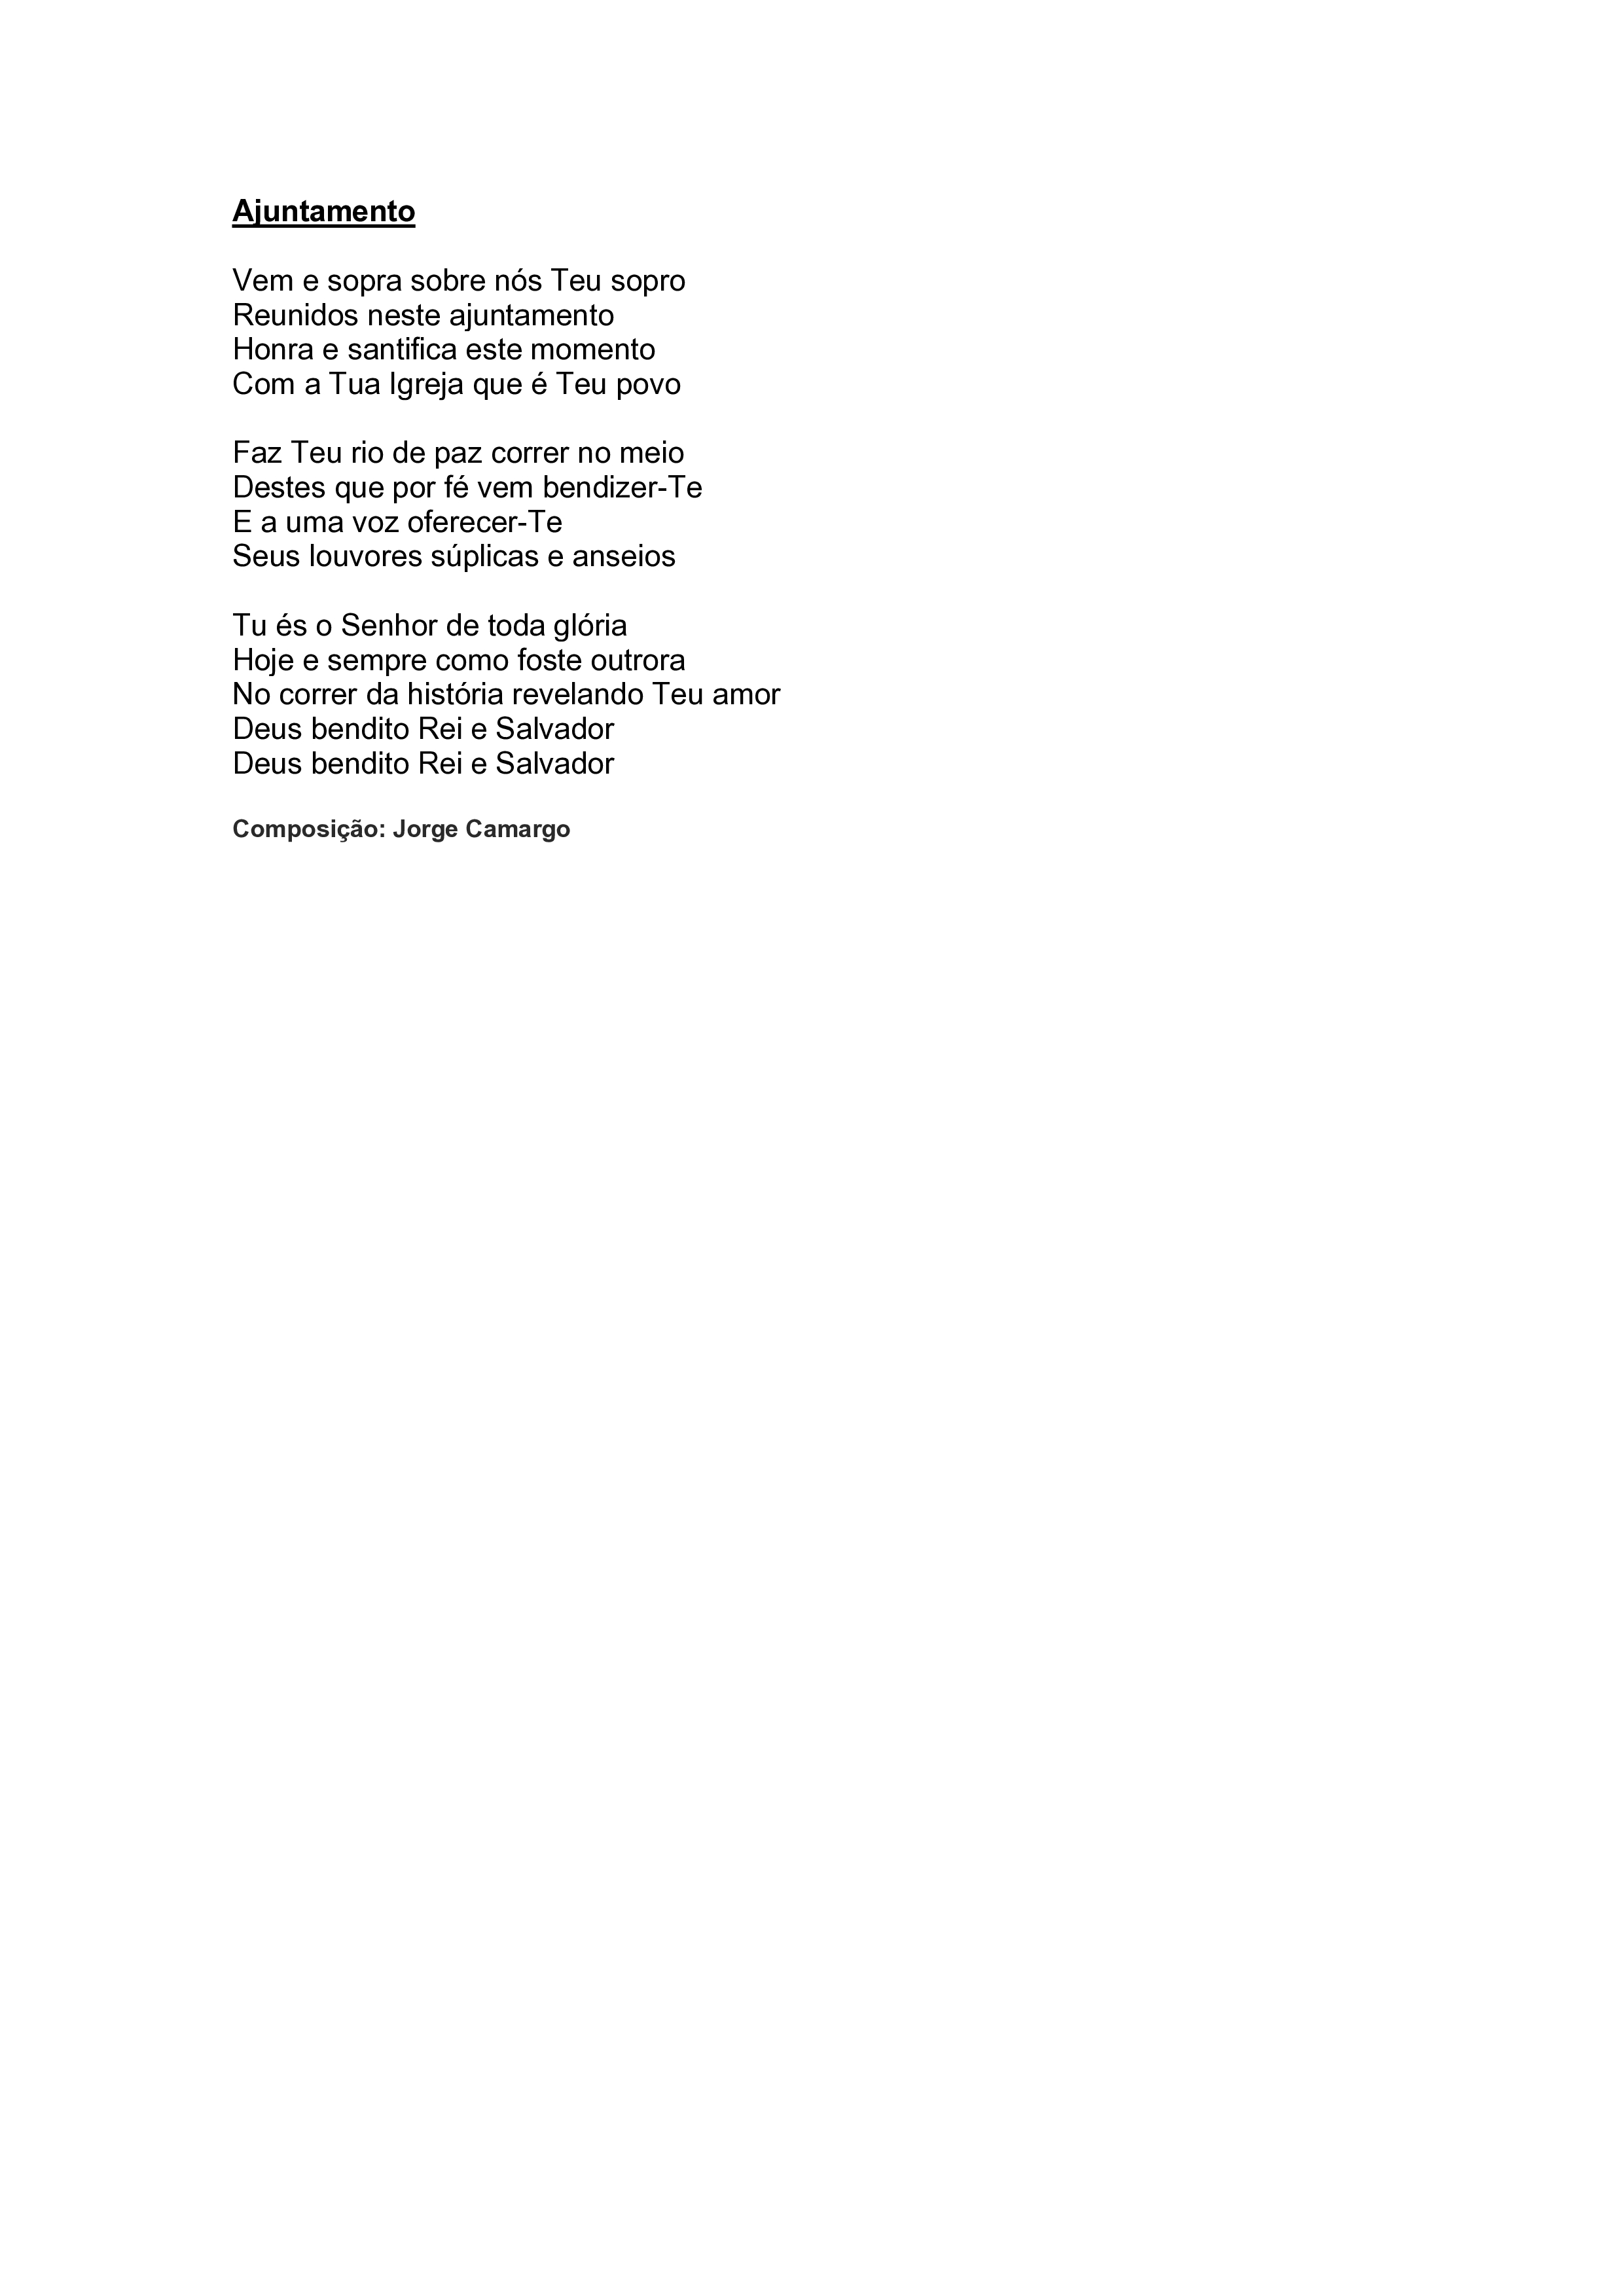 Ajuntamento
Vem e sopra sobre nós Teu sopro
Reunidos neste ajuntamento
Honra e santifica este momento
Com a Tua Igreja que é Teu povo
Faz Teu rio de paz correr no meio
Destes que por fé vem bendizer-Te
E a uma voz oferecer-Te
Seus louvores súplicas e anseios
Tu és o Senhor de toda glória
Hoje e sempre como foste outrora
No correr da história revelando Teu amor
Deus bendito Rei e Salvador
Deus bendito Rei e Salvador
Composição: Jorge Camargo